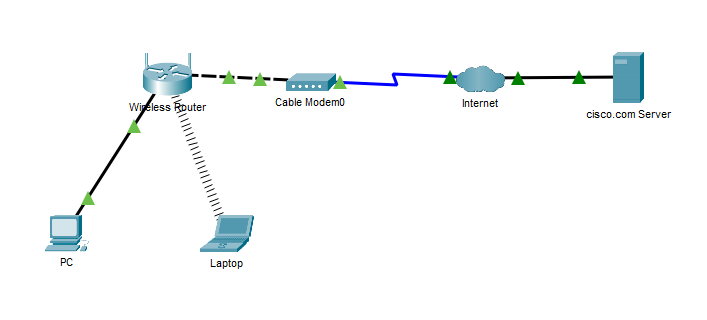 Wireless Router
Cable Modem0
Internet
cisco.com Server
PC
Laptop